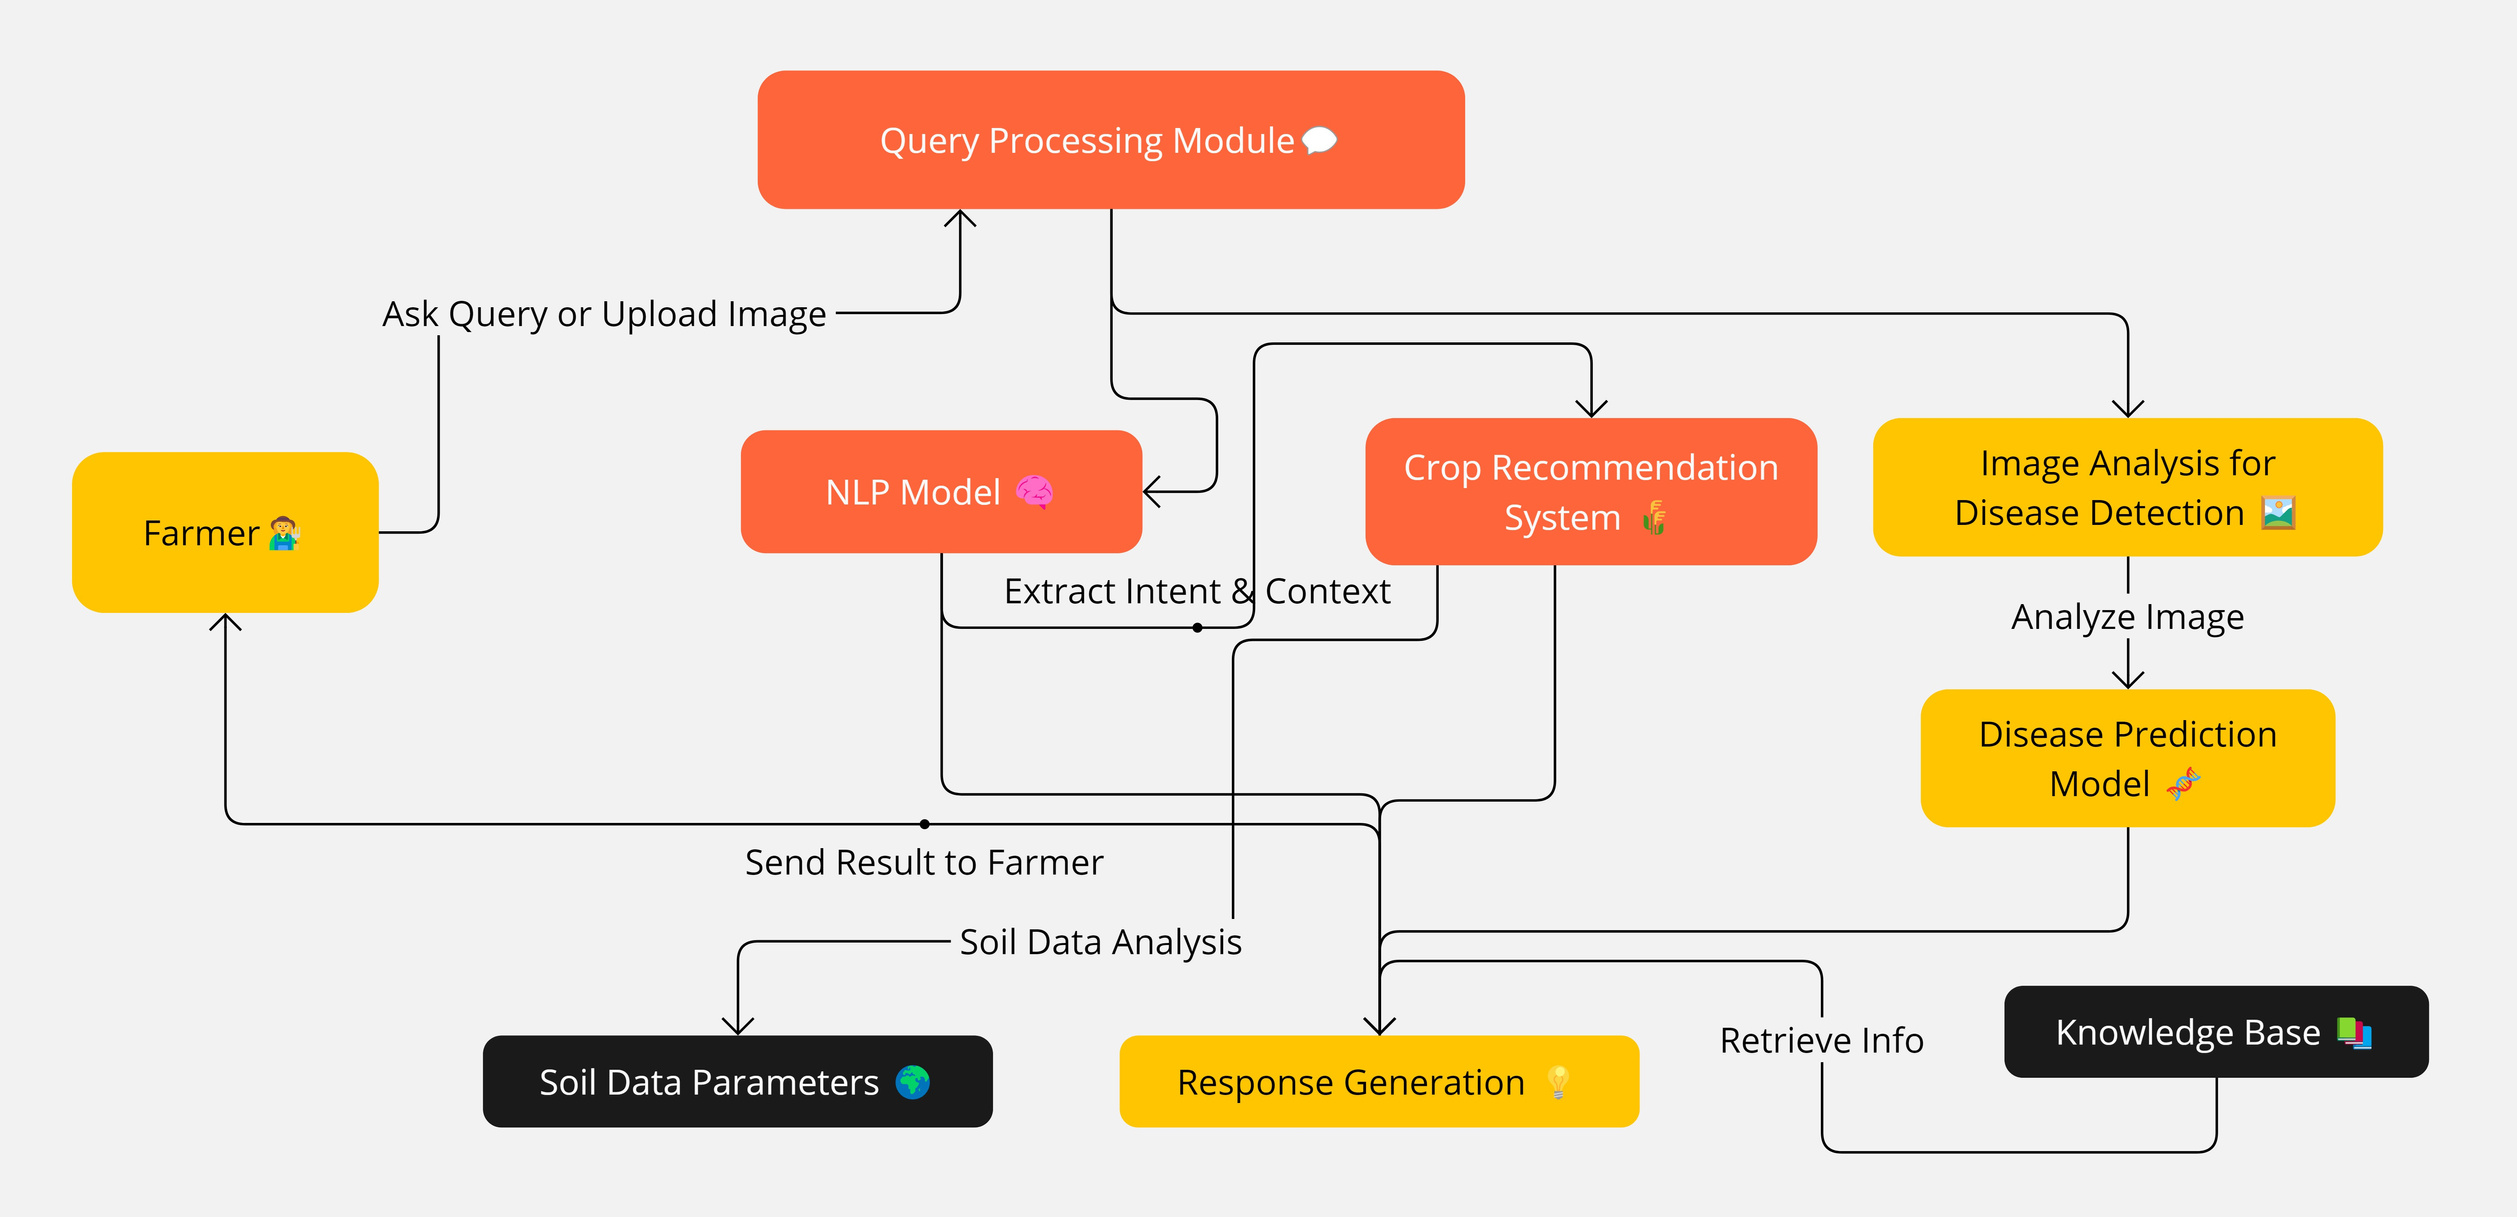 Query Processing Module
Ask Query or Upload Image
Farmer
NLP Model
Crop Recommendation
System
Image Analysis for
Disease Detection
Extract Intent & Context
Analyze Image
Disease Prediction
Model
Send Result to Farmer
Soil Data Analysis
Soil Data Parameters
Response Generation
Retrieve Info
Knowledge Base